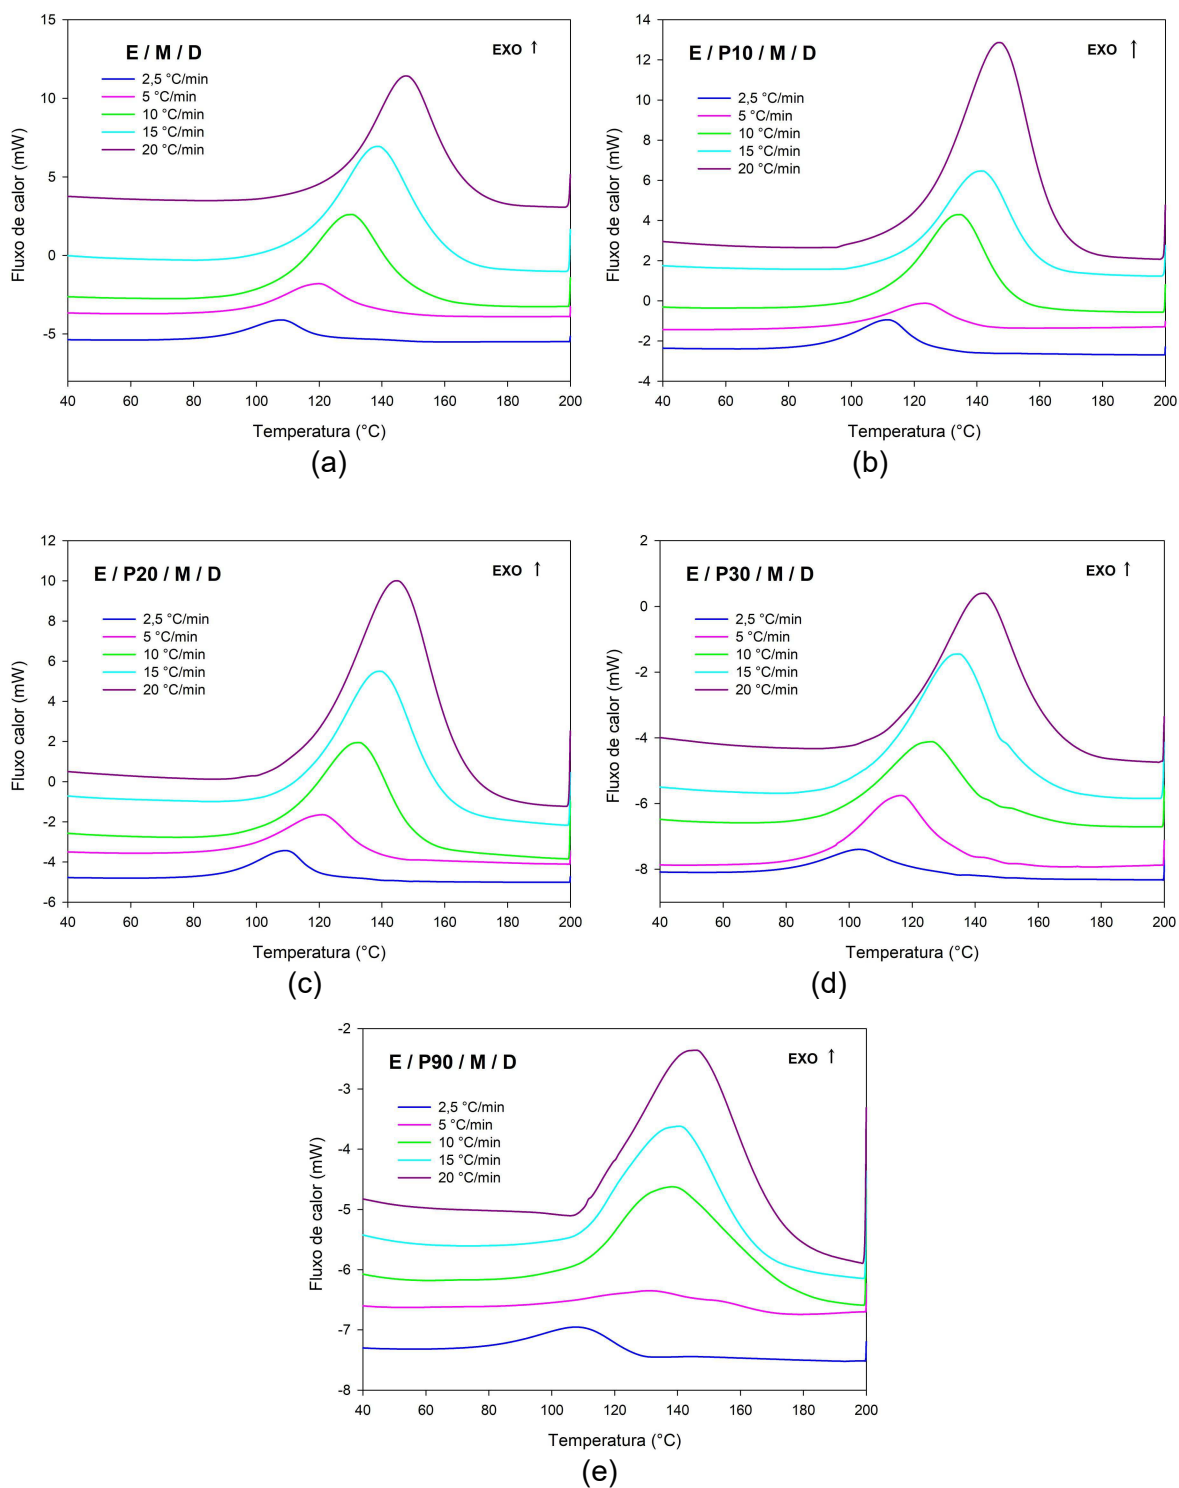 E / M / D
EXO ↑
2,5 °C/min
5 °C/min
10 °C/min
15 °C/min
20 °C/min
15
10
5
0
-5
Fluxo de calor (mW)
40 60 80 100 120 140 160 180 200
Temperatura (°C)
(a)
E / P10 / M / D
EXO ↑
2,5 °C/min
5 °C/min
10 °C/min
15 °C/min
20 °C/min
14
12
10
8
6
4
2
0
-2
-4
Fluxo de calor (mW)
40 60 80 100 120 140 160 180 200
Temperatura (°C)
(b)
E / P20 / M / D
EXO ↑
2,5 °C/min
5 °C/min
10 °C/min
15 °C/min
20 °C/min
12
10
8
6
4
2
0
-2
-4
-6
Fluxo calor (mW)
40 60 80 100 120 140 160 180 200
Temperatura (°C)
(c)
E / P30 / M / D
EXO ↑
2,5 °C/min
5 °C/min
10 °C/min
15 °C/min
20 °C/min
2
0
-2
-4
-6
-8
Fluxo de calor (mW)
40 60 80 100 120 140 160 180 200
Temperatura (°C)
(d)
E / P90 / M / D
EXO ↑
2,5 °C/min
5 °C/min
10 °C/min
15 °C/min
20 °C/min
-2
-3
-4
-5
-6
-7
-8
Fluxo de calor (mW)
40 60 80 100 120 140 160 180 200
Temperatura (°C)
(e)